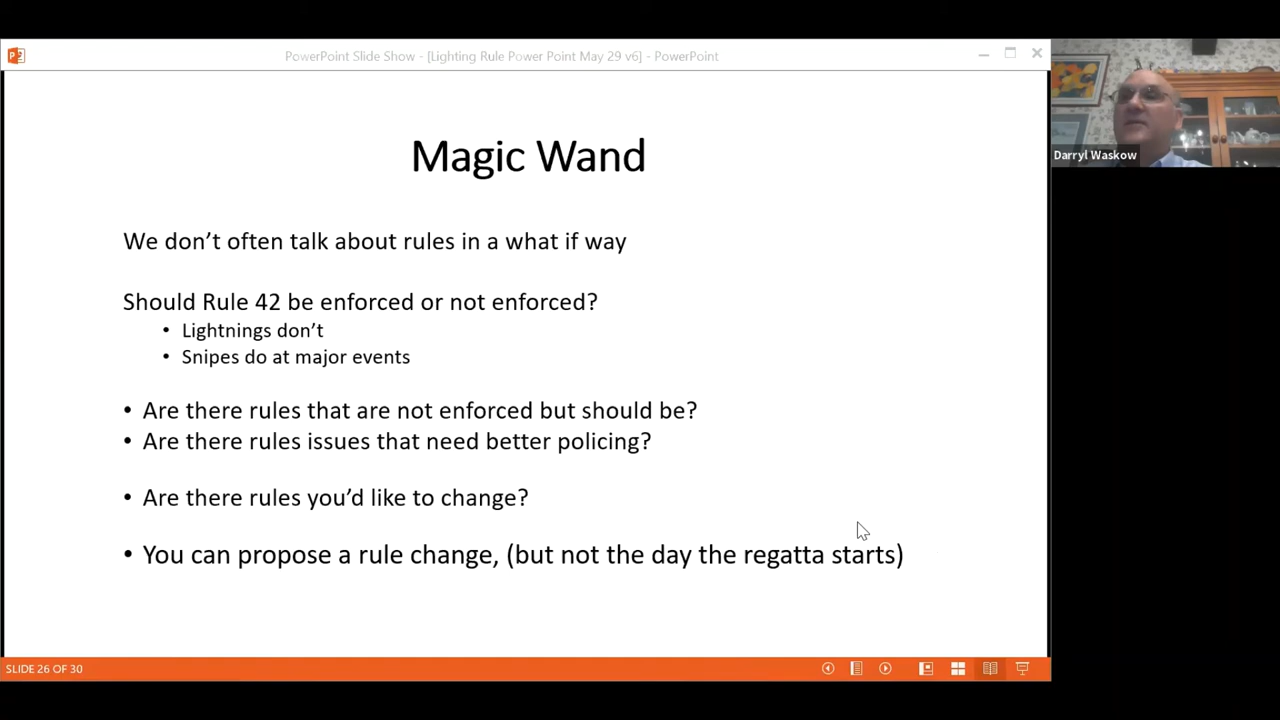 PowerPoint Slide Show - [Lighting Rule Power Point May 29 v6] - PowerPoint
Darryl Waskow
Magic Wand
We don't often talk about rules in a what if way
Should Rule 42 be enforced or not enforced?
• Lightnings don't
• Snipes do at major events
• Are there rules that are not enforced but should be?
• Are there rules issues that need better policing?
• Are there rules you'd like to change?
• You can propose a rule change, (but not the day the regatta starts)
SLIDE 26 OF 30